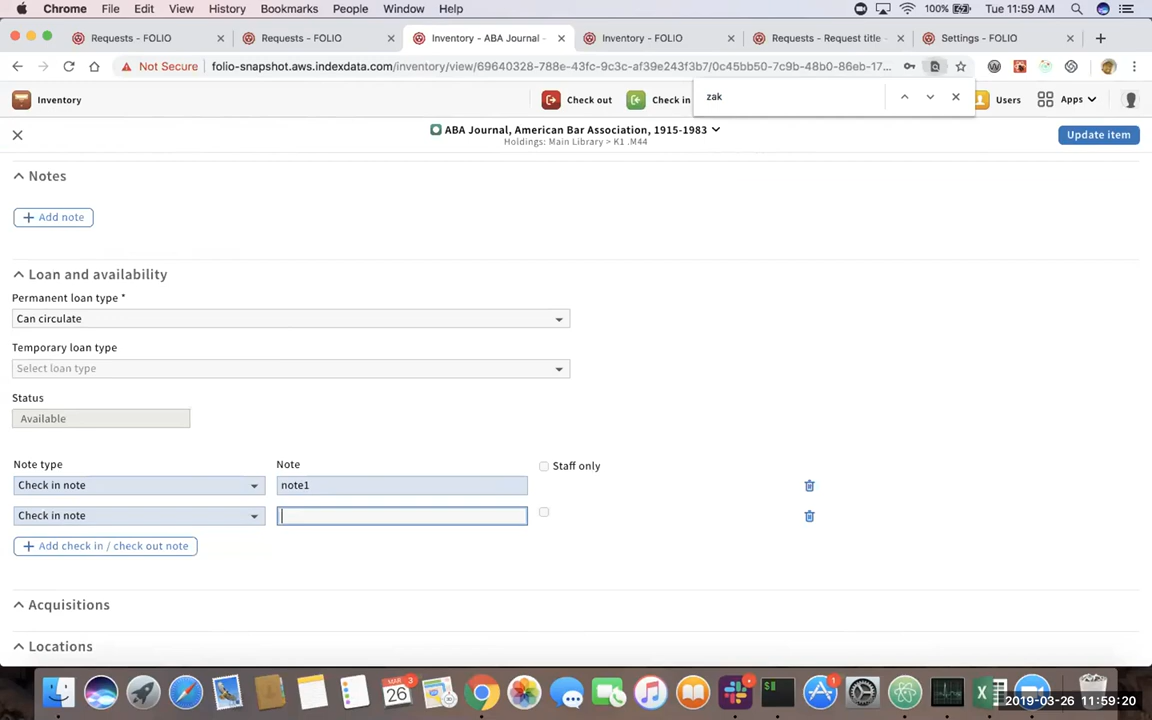 Chrome File Edit View History Bookmarks People Window Help 100% Tue 11:59 AM
Requests - FOLIO Requests - FOLIO Inventory - ABA Journal - Inventory - FOLIO Requests - Request title - Settings - FOLIO
Not Secure folio-snapshot.aws.indexdata.com/inventory/view/69640328-788e-43fc-9c3c-af39e243f3b7/0c45bb50-7c9b-48b0-86eb-17...
zak
Inventory Check out Check in Users Apps
ABA Journal, American Bar Association, 1915-1983
Holdings: Main Library > K1 .M44
Update item
Notes
+ Add note
Loan and availability
Permanent loan type *
Can circulate
Temporary loan type
Select loan type
Status
Available
Note type Note Staff only
Check in note note1
Check in note
+ Add check in / check out note
Acquisitions
Locations
MAR 3
26
1
2019-03-26 11:59:20